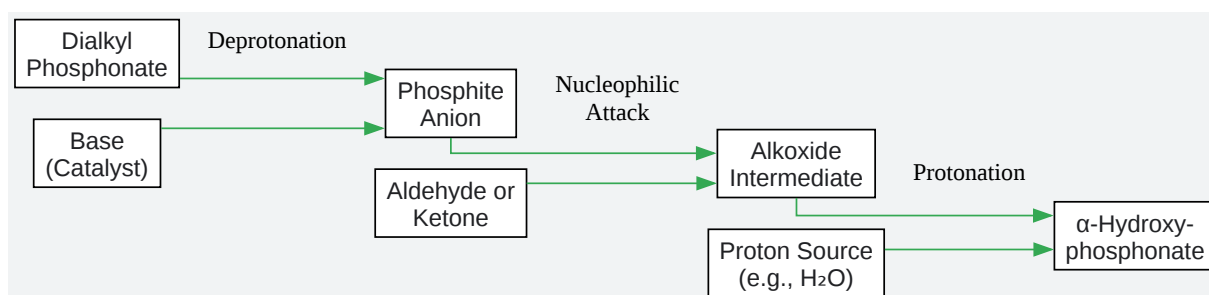 Dialkyl
Phosphonate
Deprotonation
Base
(Catalyst)
Phosphite
Anion
Nucleophilic
Attack
Aldehyde or
Ketone
Alkoxide
Intermediate
Protonation
Proton Source
(e.g., H₂O)
α-Hydroxy-
phosphonate